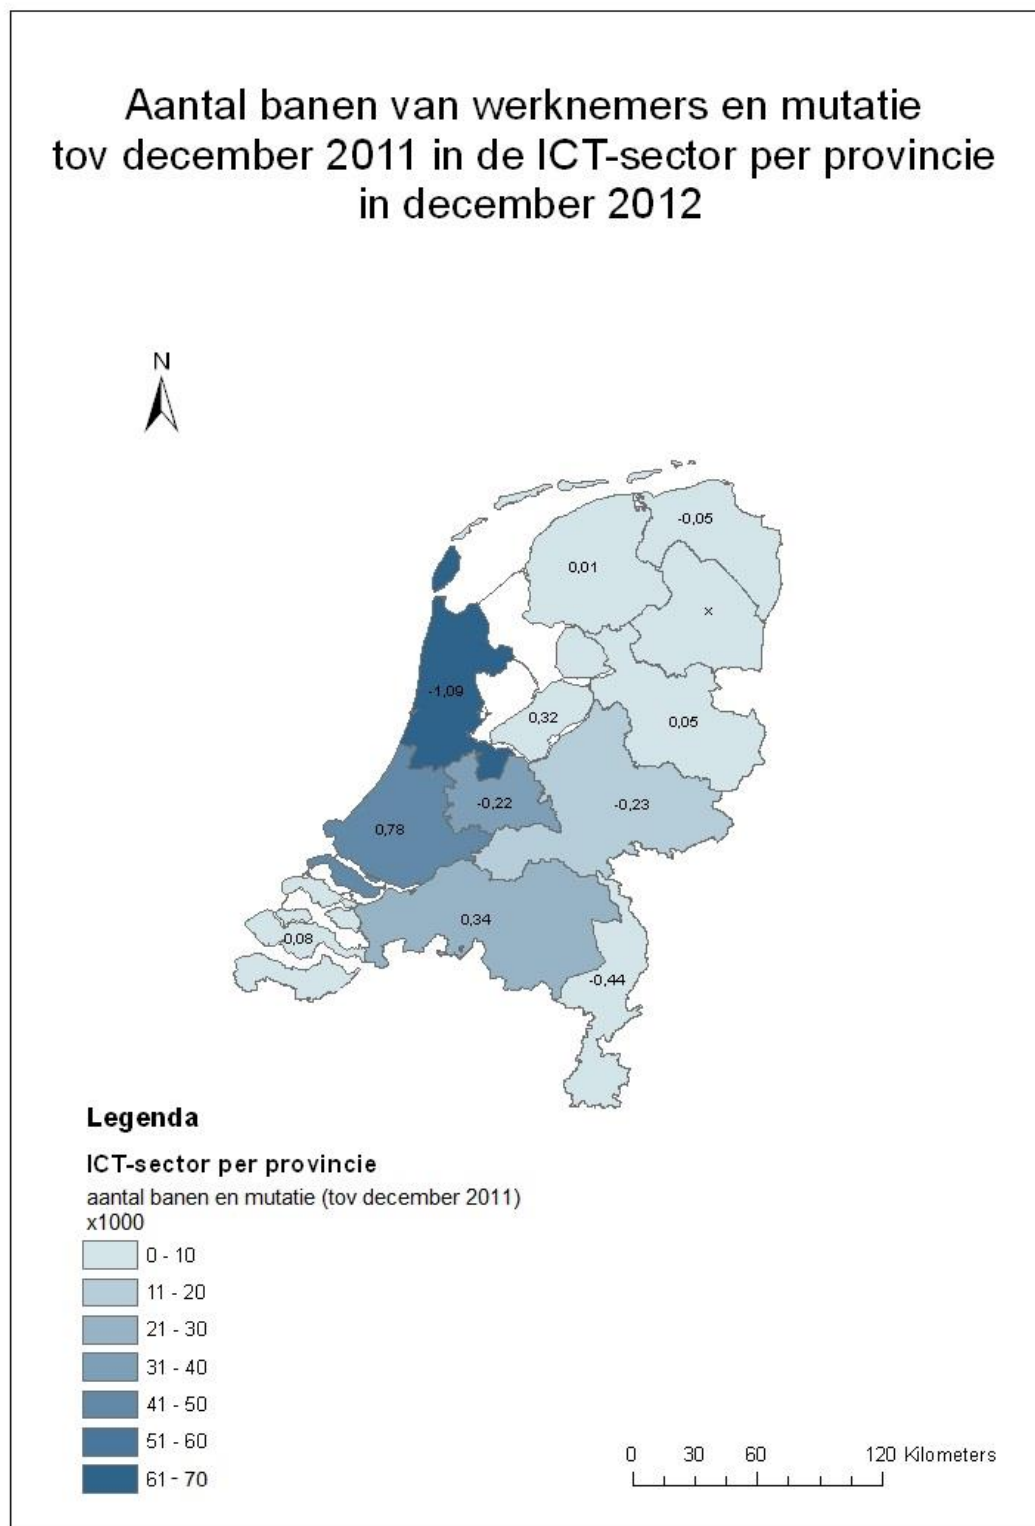 Aantal banen van werknemers en mutatie
tov december 2011 in de ICT-sector per provincie
in december 2012
N
-0,05
0,01
x
-1,09
0,32
0,05
-0,22
-0,23
0,78
0,34
-0,08
-0,44
Legenda
ICT-sector per provincie
aantal banen en mutatie (tov december 2011)
x1000
0 - 10
11 - 20
21 - 30
31 - 40
41 - 50
51 - 60
61 - 70
0 30 60 120 Kilometers